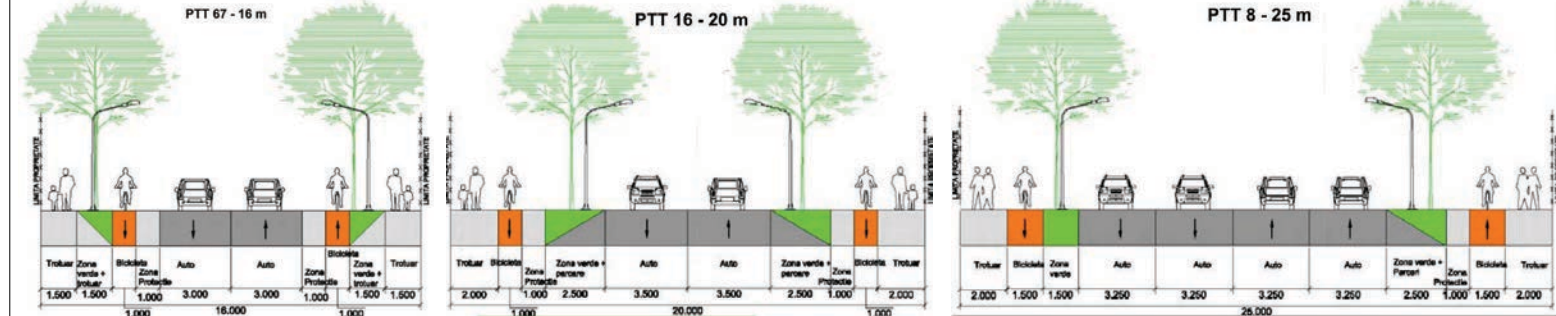 PTT 67 - 16 m
LIMITA PROPRIETATE
LIMITA PROPRIETATE
Trotuar
Zona verde + trotuar
Bicicleta
Zona Protectie
Auto
Auto
Zona Protectie
Bicicleta
Zona verde + trotuar
Trotuar
1.500 1.500 1.000 3.000 3.000 1.000 1.500 1.500
1.000 16.000 1.000
PTT 16 - 20 m
LIMITA PROPRIETATE
LIMITA PROPRIETATE
Trotuar
Bicicleta
Zona Protectie
Zona verde + parcare
Auto
Auto
Zona verde + parcare
Zona Protectie
Bicicleta
Trotuar
2.000 1.000 2.500 3.500 3.500 2.500 1.000 2.000
1.000 20.000 1.000
PTT 8 - 25 m
LIMITA PROPRIETATE
LIMITA PROPRIETATE
Trotuar
Bicicleta
Zona verde
Auto
Auto
Auto
Auto
Zona verde + Parcari
Zona Protectie
Bicicleta
Trotuar
2.000 1.500 1.500 3.250 3.250 3.250 3.250 2.500 1.000 1.500 2.000
25.000